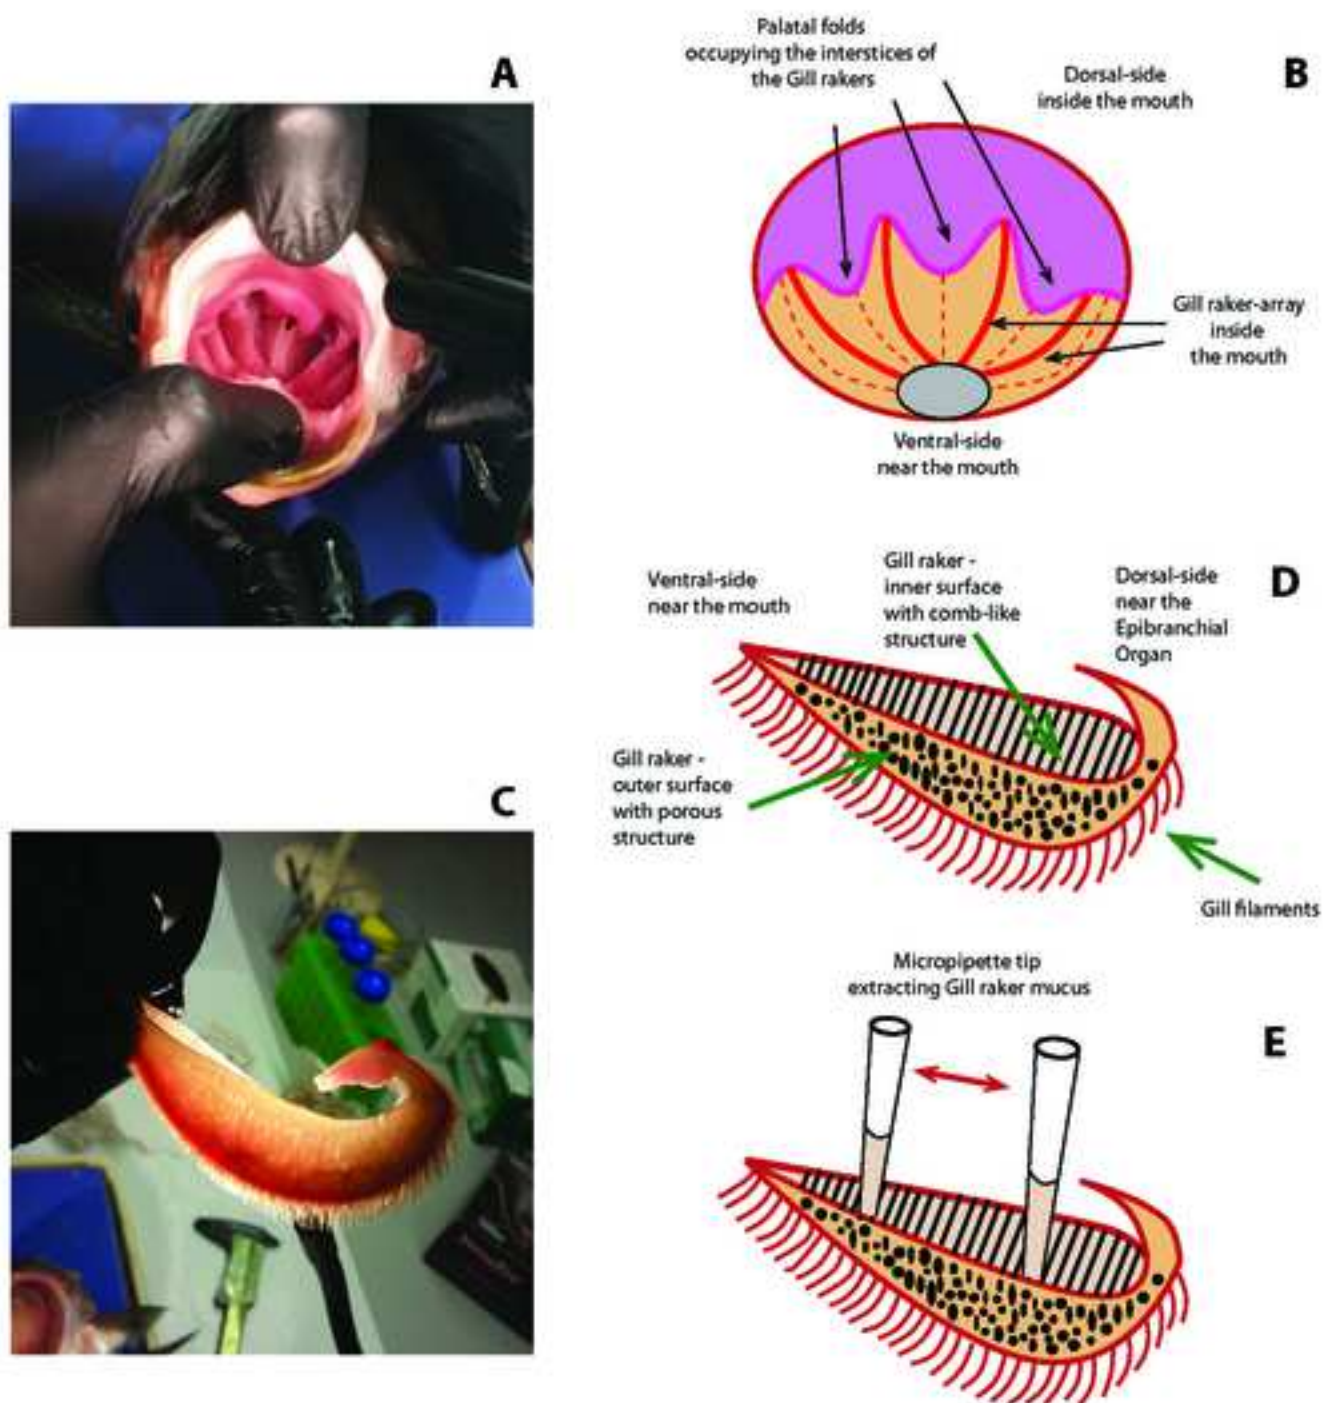 A
Palatal folds
occupying the interstices of
the Gill rakers
Dorsal-side
inside the mouth
B
Gill raker-array
inside
the mouth
Ventral-side
near the mouth
C
Ventral-side
near the mouth
Gill raker -
inner surface
with comb-like
structure
Dorsal-side
near the
Epibranchial
Organ
D
Gill raker -
outer surface
with porous
structure
Gill filaments
Micropipette tip
extracting Gill raker mucus
E